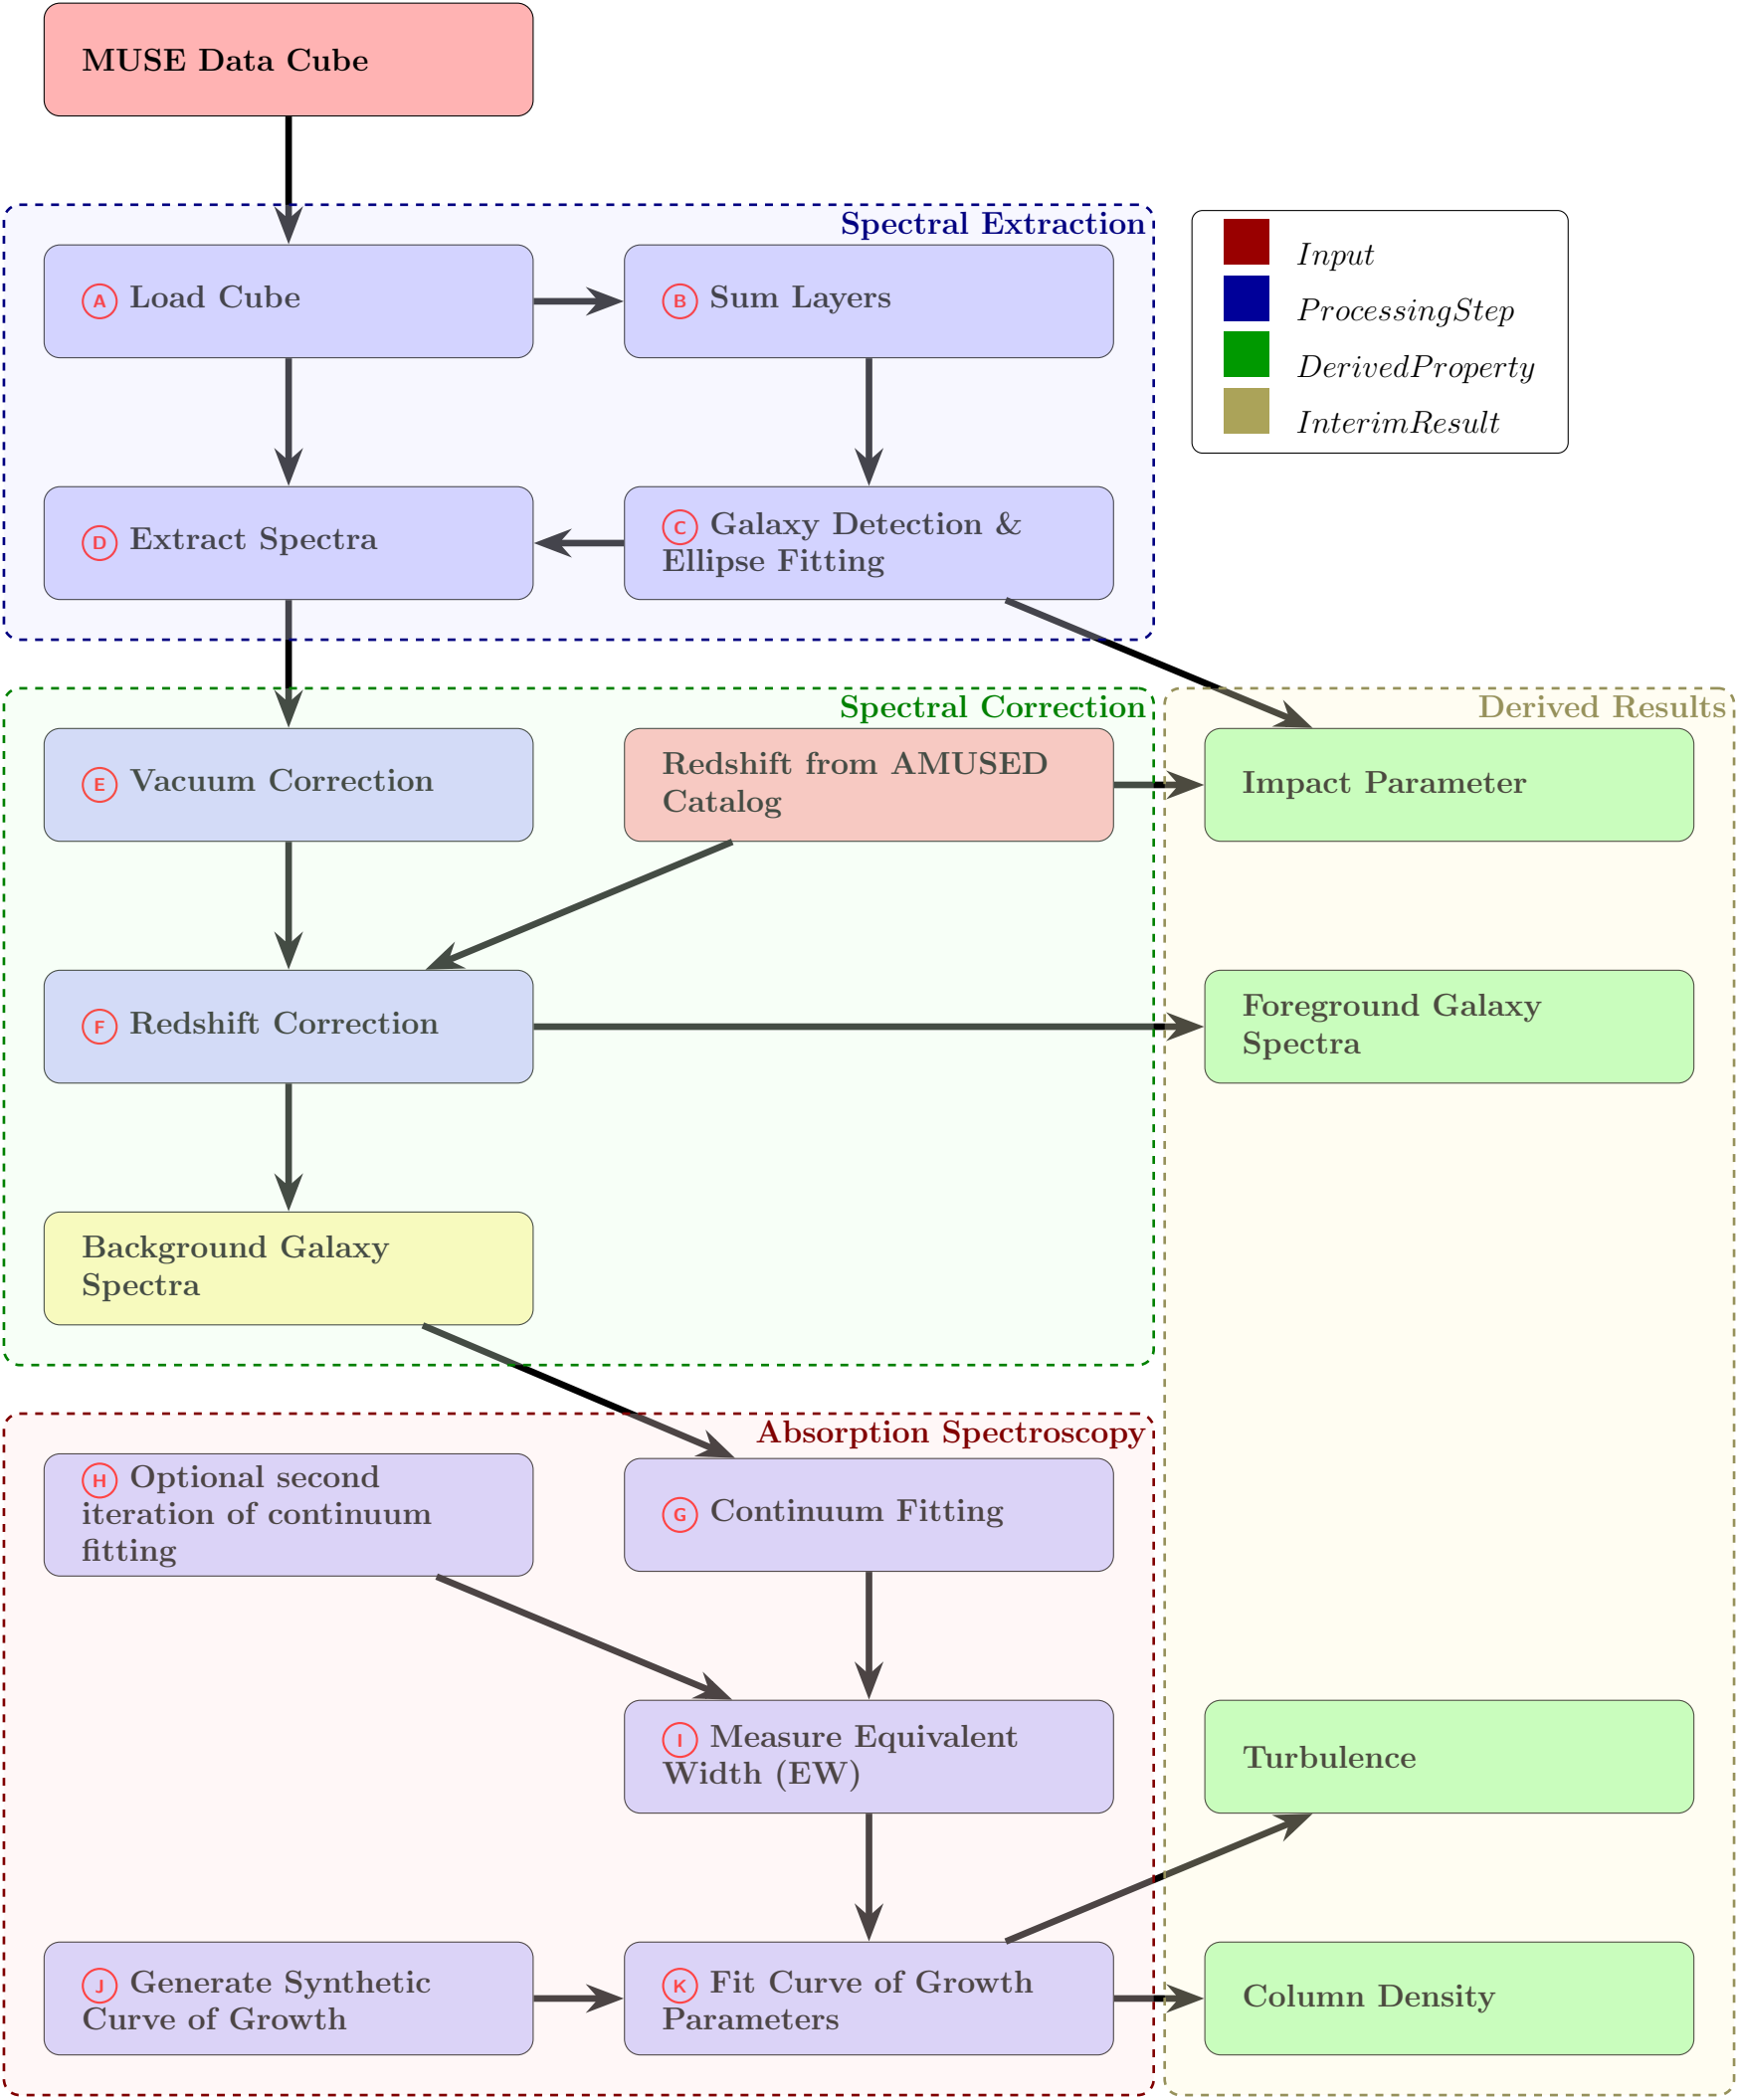 MUSE Data Cube
Spectral Extraction
A Load Cube
B Sum Layers
Input
ProcessingStep
DerivedProperty
InterimResult
D Extract Spectra
C Galaxy Detection &
Ellipse Fitting
Spectral Correction
Derived Results
E Vacuum Correction
Redshift from AMUSED
Catalog
Impact Parameter
F Redshift Correction
Foreground Galaxy
Spectra
Background Galaxy
Spectra
Absorption Spectroscopy
H Optional second
iteration of continuum
fitting
G Continuum Fitting
I Measure Equivalent
Width (EW)
Turbulence
J Generate Synthetic
Curve of Growth
K Fit Curve of Growth
Parameters
Column Density